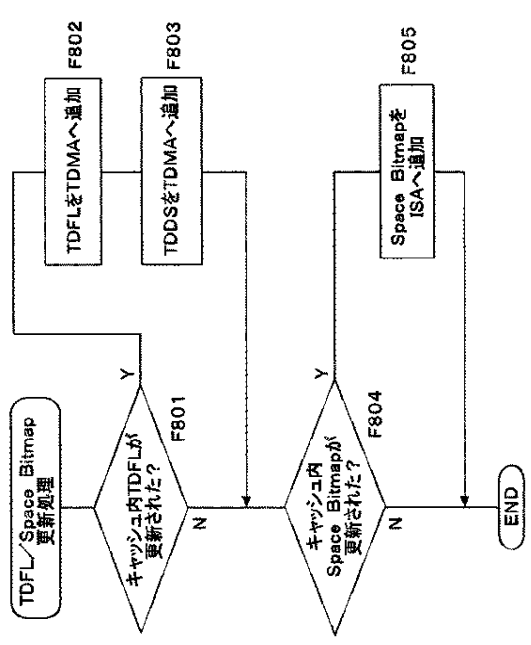 TDFL/Space Bitmap
更新処理
キャッシュ内TDFLが
更新された?
F801
Y
N
TDFLをTDMAへ追加
F802
TDDSをTDMAへ追加
F803
キャッシュ内
Space Bitmapが
更新された?
F804
Y
N
Space Bitmapを
ISAへ追加
F805
END